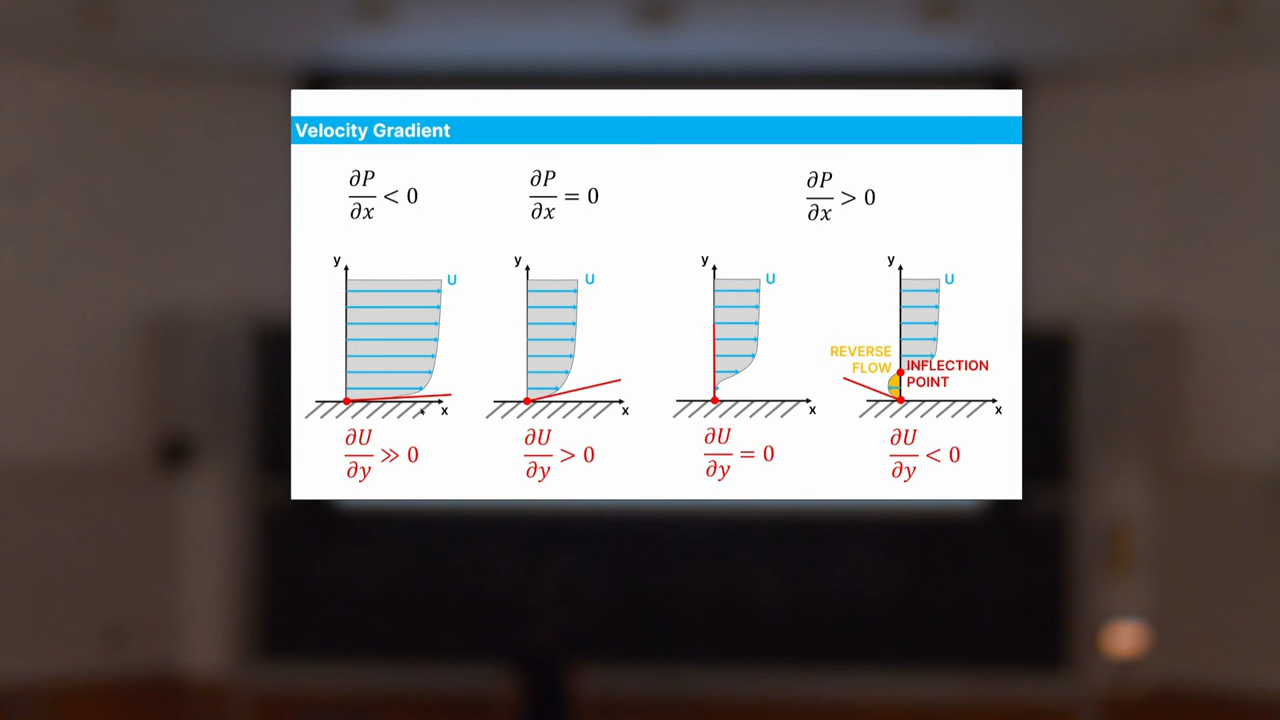 Velocity Gradient
∂P/∂x < 0
∂P/∂x = 0
∂P/∂x > 0
y U x
y U x
y U x
y U x
REVERSE
FLOW
INFLECTION
POINT
∂U/∂y ≫ 0
∂U/∂y > 0
∂U/∂y = 0
∂U/∂y < 0